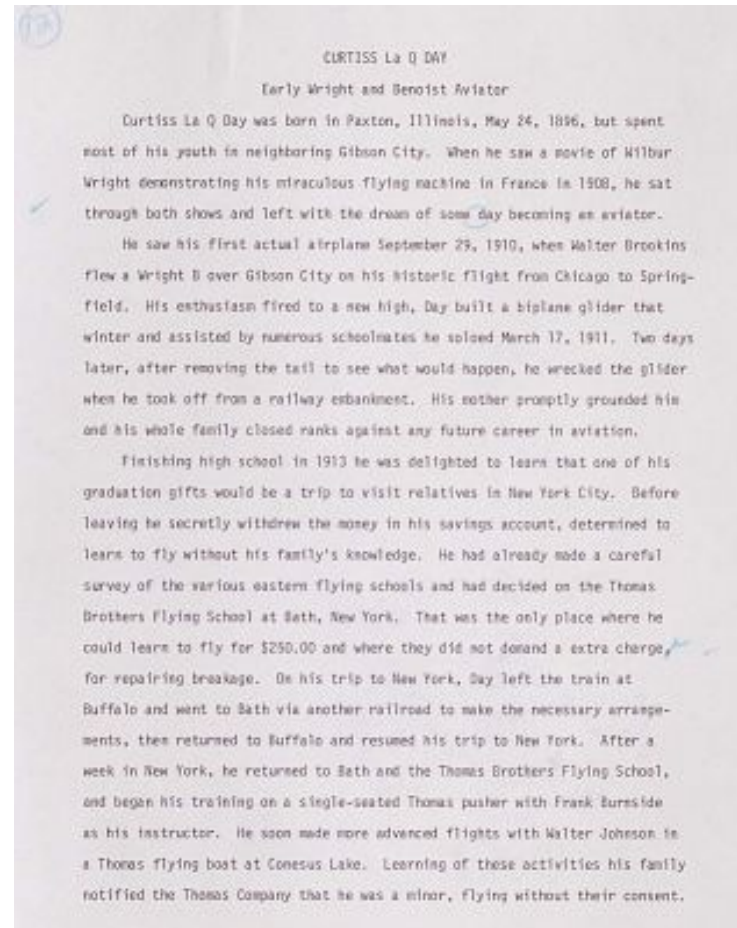 CURTISS La Q DAY
Early Wright and Benoist Aviator
Curtiss La Q Day was born in Paxton, Illinois, May 24, 1896, but spent
most of his youth in neighboring Gibson City. When he saw a movie of Wilbur
Wright demonstrating his miraculous flying machine in France in 1908, he sat
through both shows and left with the dream of some day becoming an aviator.
He saw his first actual airplane September 29, 1910, when Walter Brookins
flew a Wright B over Gibson City on his historic flight from Chicago to Spring-
field. His enthusiasm fired to a new high, Day built a biplane glider that
winter and assisted by numerous schoolmates he soloed March 17, 1911. Two days
later, after removing the tail to see what would happen, he wrecked the glider
when he took off from a railway embankment. His mother promptly grounded him
and his whole family closed ranks against any future career in aviation.
Finishing high school in 1913 he was delighted to learn that one of his
graduation gifts would be a trip to visit relatives in New York City. Before
leaving he secretly withdrew the money in his savings account, determined to
learn to fly without his family's knowledge. He had already made a careful
survey of the various eastern flying schools and had decided on the Thomas
Brothers Flying School at Bath, New York. That was the only place where he
could learn to fly for $250.00 and where they did not demand a extra charge,
for repairing breakage. On his trip to New York, Day left the train at
Buffalo and went to Bath via another railroad to make the necessary arrange-
ments, then returned to Buffalo and resumed his trip to New York. After a
week in New York, he returned to Bath and the Thomas Brothers Flying School,
and began his training on a single-seated Thomas pusher with Frank Burnside
as his instructor. He soon made more advanced flights with Walter Johnson in
a Thomas flying boat at Conesus Lake. Learning of these activities his family
notified the Thomas Company that he was a minor, flying without their consent.